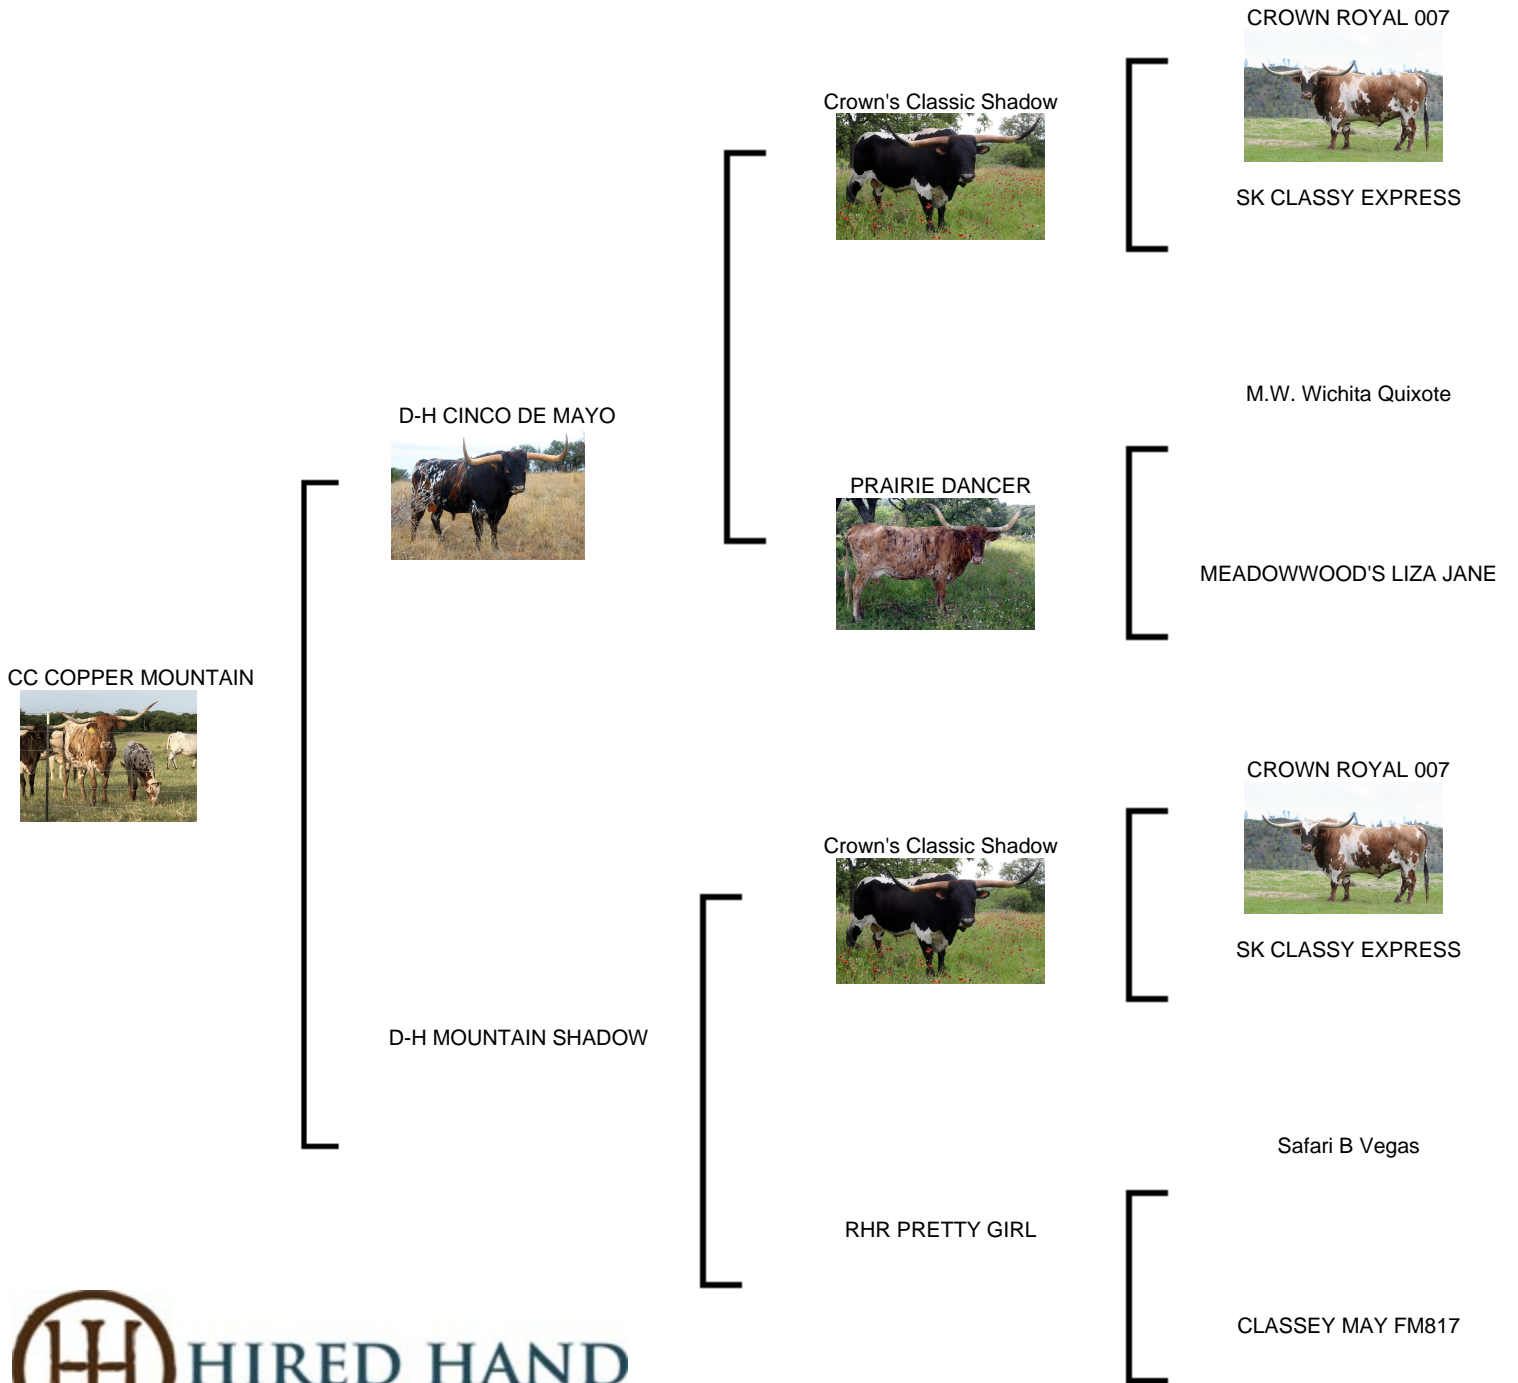 CROWN ROYAL 007
Crown's Classic Shadow
SK CLASSY EXPRESS
M.W. Wichita Quixote
D-H CINCO DE MAYO
PRAIRIE DANCER
MEADOWWOOD'S LIZA JANE
CC COPPER MOUNTAIN
CROWN ROYAL 007
Crown's Classic Shadow
SK CLASSY EXPRESS
D-H MOUNTAIN SHADOW
Safari B Vegas
RHR PRETTY GIRL
CLASSEY MAY FM817
HIRED HAND